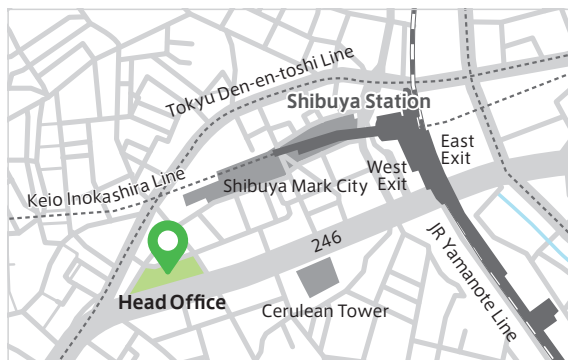 Tokyu Den-en-toshi Line
Shibuya Station
East
Exit
West
Exit
Keio Inokashira Line
Shibuya Mark City
246
JR Yamanote Line
Head Office
Cerulean Tower